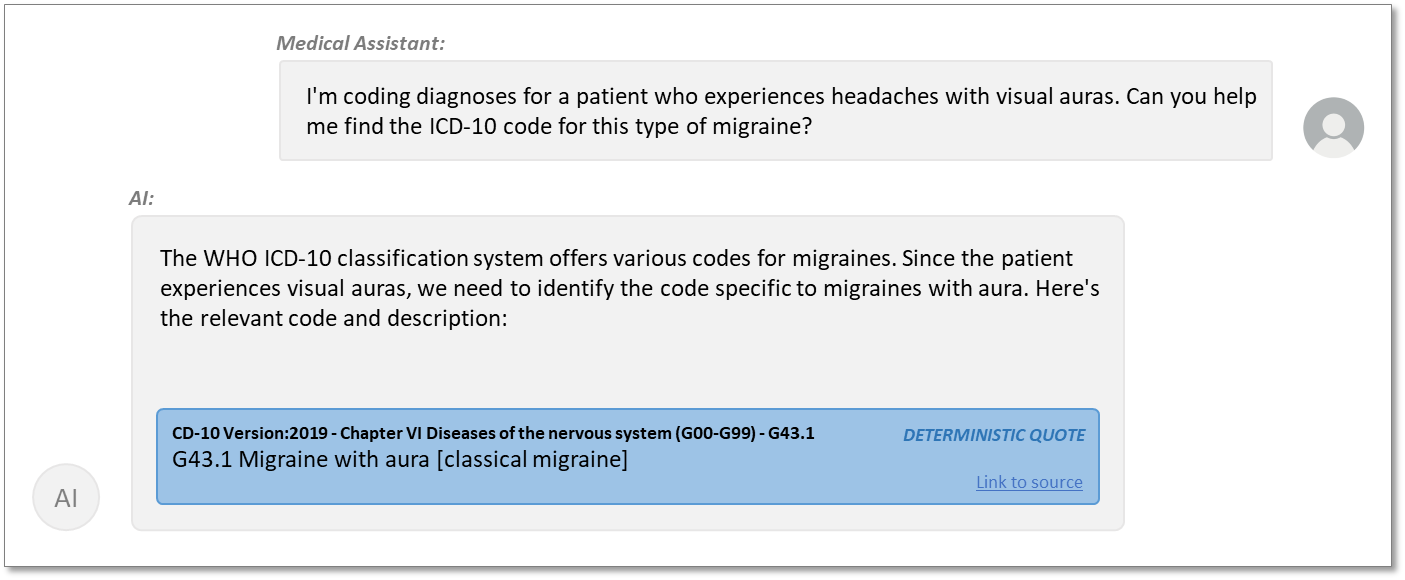 Medical Assistant:
I'm coding diagnoses for a patient who experiences headaches with visual auras. Can you help
me find the ICD-10 code for this type of migraine?
AI:
The WHO ICD-10 classification system offers various codes for migraines. Since the patient
experiences visual auras, we need to identify the code specific to migraines with aura. Here's
the relevant code and description:
CD-10 Version:2019 - Chapter VI Diseases of the nervous system (G00-G99) - G43.1
DETERMINISTIC QUOTE
G43.1 Migraine with aura [classical migraine]
Link to source
AI